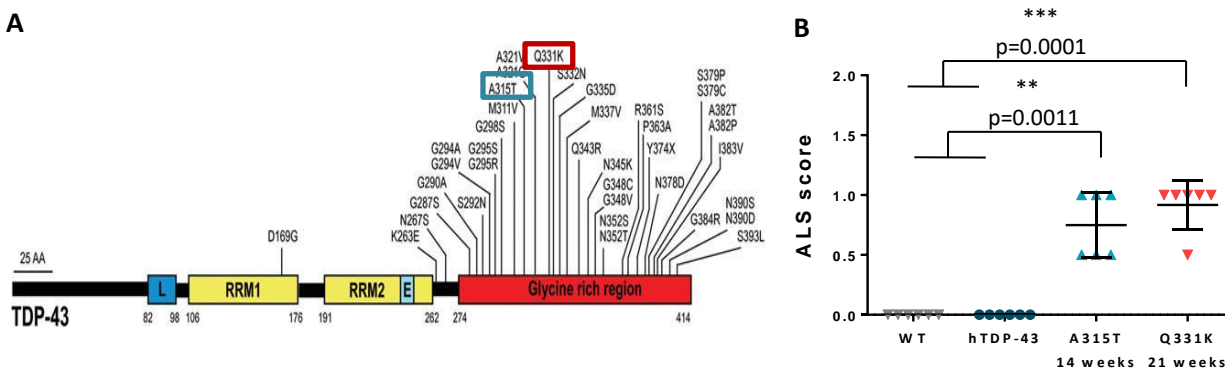 A
A321V Q331K
A321G S332N
A315T G335D
M311V M337V
G298S
G294A G295S
G294V G295R
G290A
G287S S292N
N267S
K263E
D169G
Q343R
N345K
G348C
G348V
N352S
N352T
R361S
P363A
Y374X
N378D
S379P
S379C
A382T
A382P
I383V
G384R
N390S
N390D
S393L
25 AA
L RRM1 RRM2 E Glycine rich region
TDP-43
82 98 106 176 191 262 274 414
B
***
p=0.0001
**
p=0.0011
ALS score
2.0
1.5
1.0
0.5
0.0
WT hTDP-43 A315T Q331K
14 weeks 21 weeks